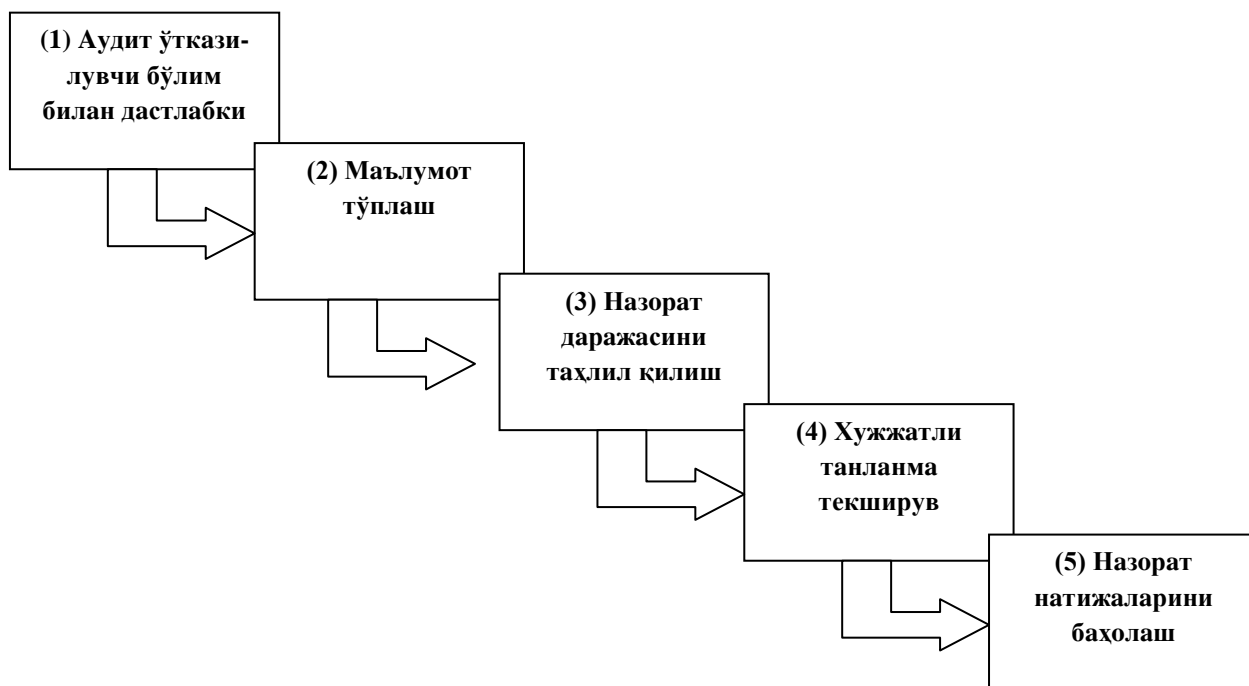 (1) Аудит ўткази-
лувчи бўлим
билан дастлабки
(2) Маълумот
тўплаш
(3) Назорат
даражасини
таҳлил қилиш
(4) Хужжатли
танланма
текширув
(5) Назорат
натижаларини
баҳолаш